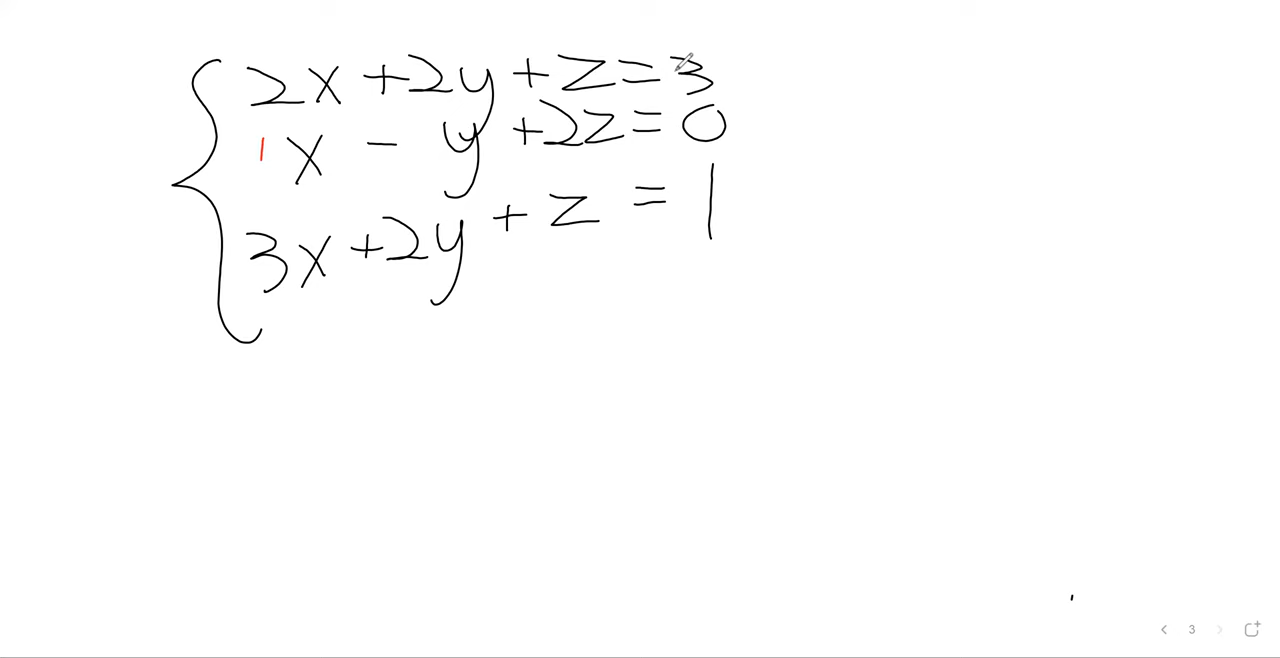 2x + 2y + z = 3
1x - y + 2z = 0
3x + 2y + z = 1
3